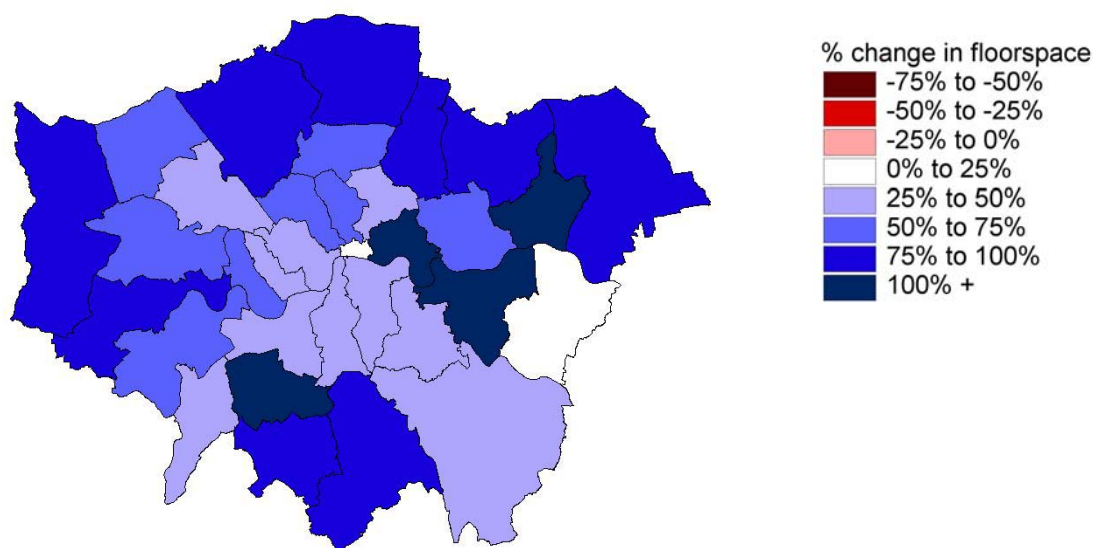 % change in floorspace
-75% to -50%
-50% to -25%
-25% to 0%
0% to 25%
25% to 50%
50% to 75%
75% to 100%
100% +